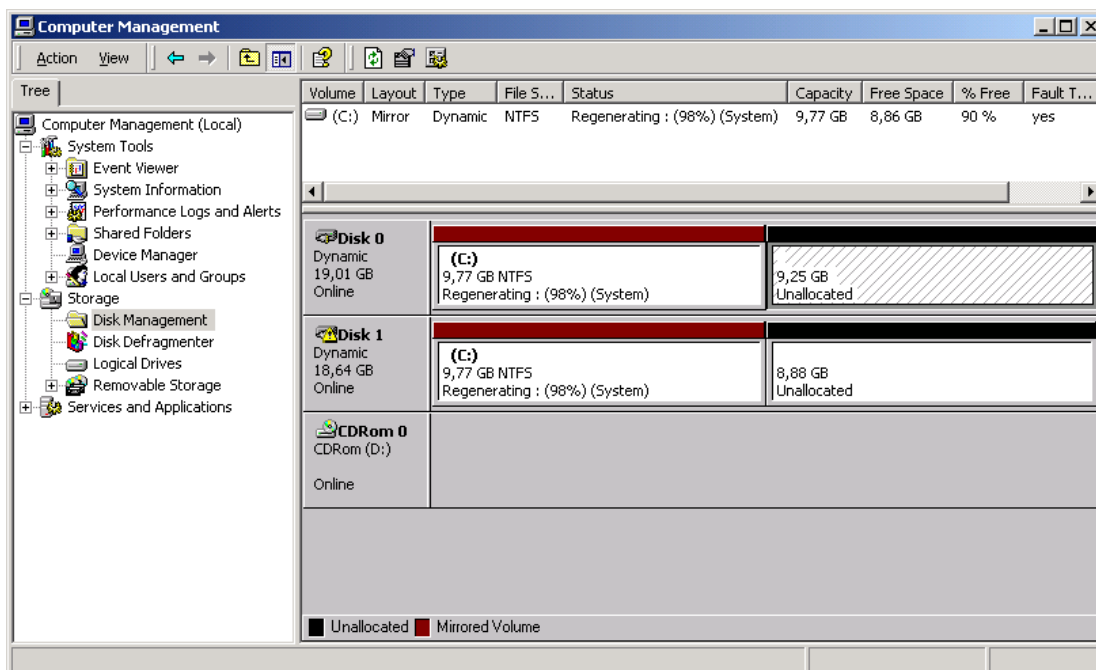 Computer Management
Action View
Tree
Computer Management (Local)
System Tools
Event Viewer
System Information
Performance Logs and Alerts
Shared Folders
Device Manager
Local Users and Groups
Storage
Disk Management
Disk Defragmenter
Logical Drives
Removable Storage
Services and Applications
Volume Layout Type File S... Status Capacity Free Space % Free Fault T...
(C:) Mirror Dynamic NTFS Regenerating : (98%) (System) 9,77 GB 8,86 GB 90 % yes
Disk 0
Dynamic
19,01 GB
Online
(C:)
9,77 GB NTFS
Regenerating : (98%) (System)
9,25 GB
Unallocated
Disk 1
Dynamic
18,64 GB
Online
(C:)
9,77 GB NTFS
Regenerating : (98%) (System)
8,88 GB
Unallocated
CDRom 0
CDRom (D:)
Online
Unallocated Mirrored Volume